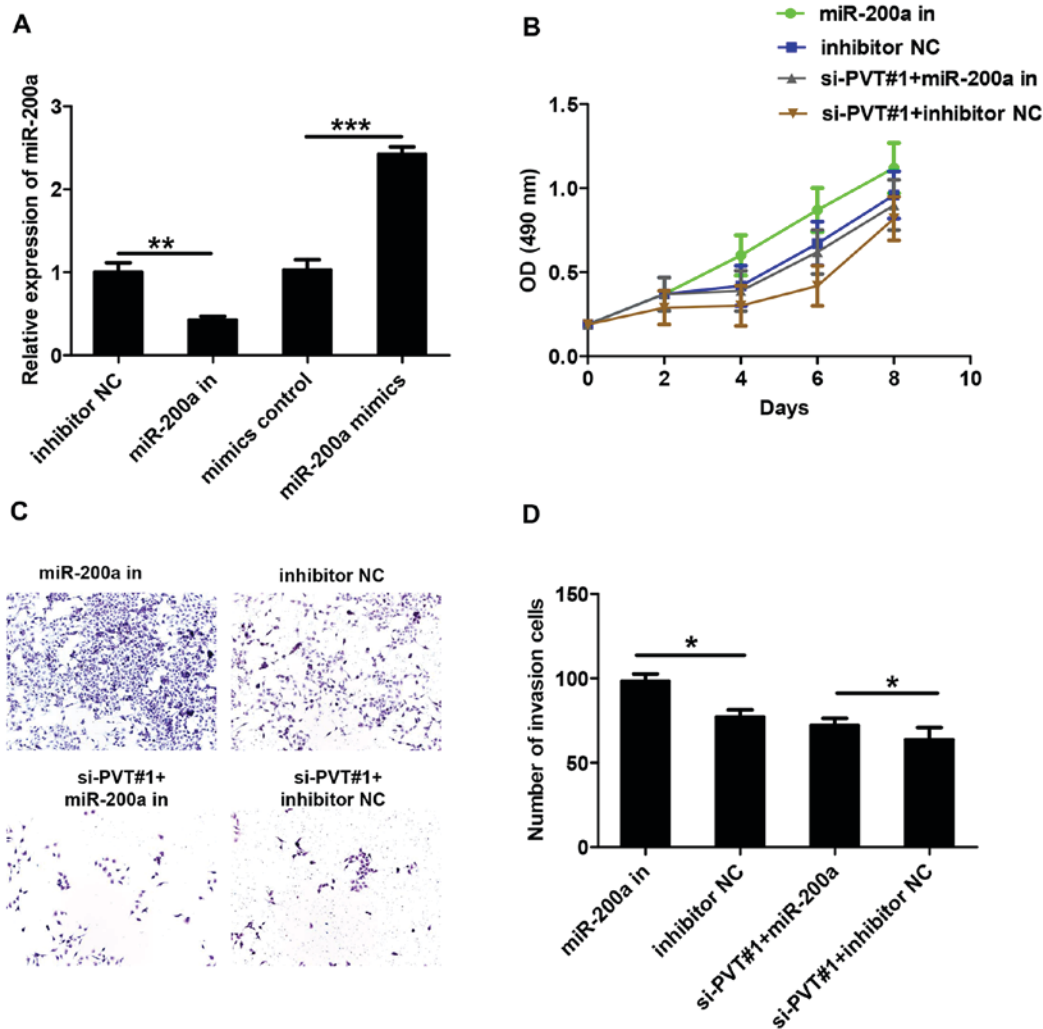 A
Relative expression of miR-200a
3
2
1
0
**
***
inhibitor NC
miR-200a in
mimics control
miR-200a mimics
B
miR-200a in
inhibitor NC
si-PVT#1+miR-200a in
si-PVT#1+inhibitor NC
OD (490 nm)
1.5
1.0
0.5
0.0
0
2
4
6
8
10
Days
C
miR-200a in
inhibitor NC
si-PVT#1+
miR-200a in
si-PVT#1+
inhibitor NC
D
Number of invasion cells
150
100
50
0
*
*
miR-200a in
inhibitor NC
si-PVT#1+miR-200a
si-PVT#1+inhibitor NC